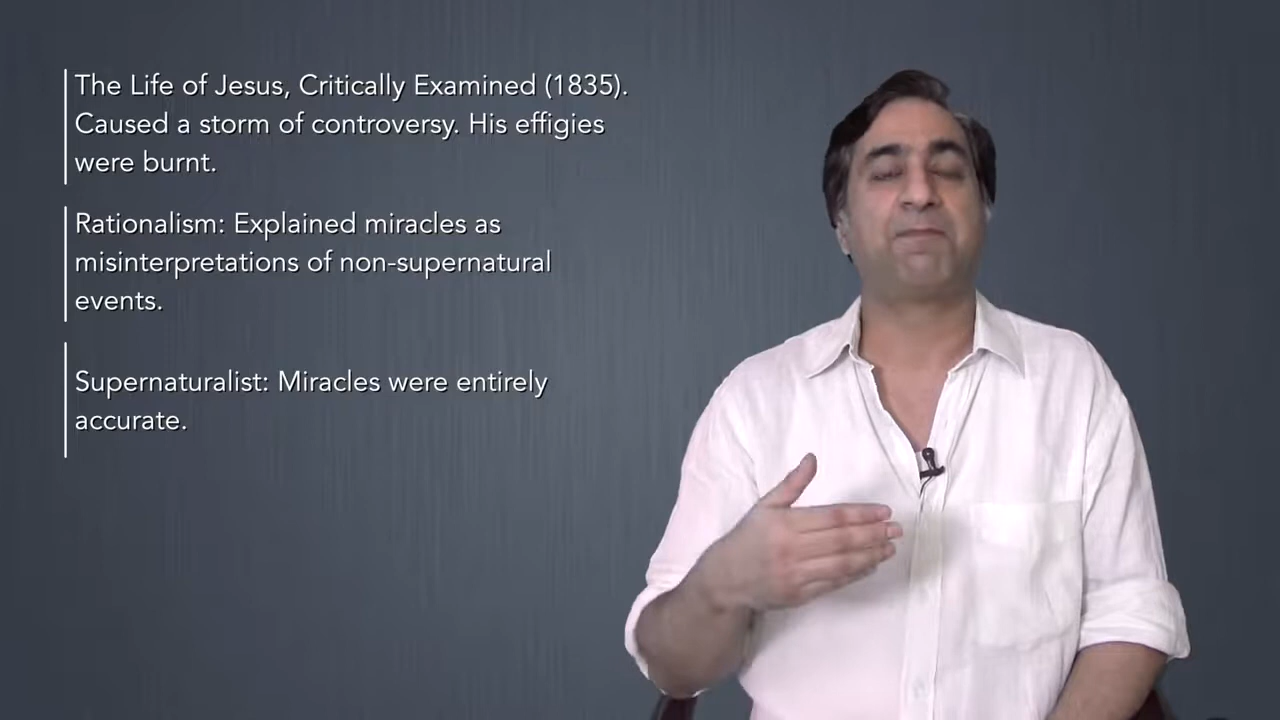 The Life of Jesus, Critically Examined (1835).
Caused a storm of controversy. His effigies
were burnt.
Rationalism: Explained miracles as
misinterpretations of non-supernatural
events.
Supernaturalist: Miracles were entirely
accurate.